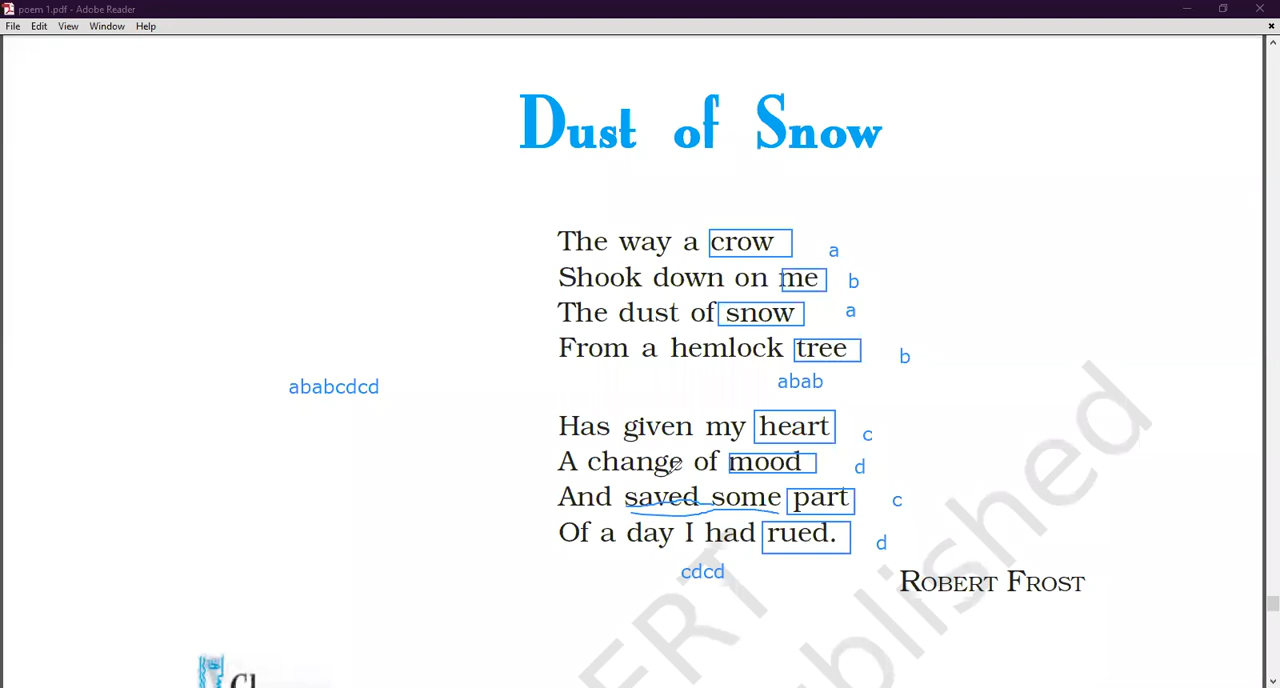 poem 1.pdf - Adobe Reader
File Edit View Window Help
Dust of Snow
The way a crow a
Shook down on me b
The dust of snow a
From a hemlock tree b
abab
ababcdcd
Has given my heart c
A change of mood d
And saved some part c
Of a day I had rued. d
cdcd
ROBERT FROST